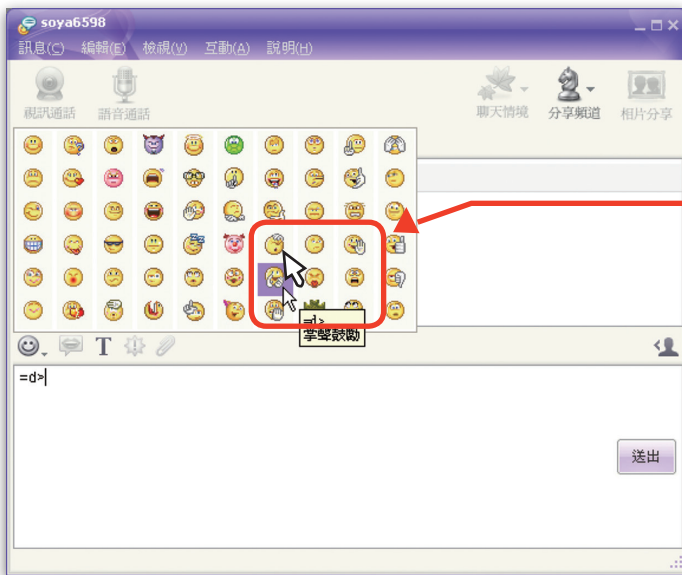 soya6598
訊息(C) 編輯(E) 檢視(V) 互動(A) 說明(H)
視訊通話 語音通話 聊天情境 分享頻道 相片分享
=d>
掌聲鼓勵
=d>
送出